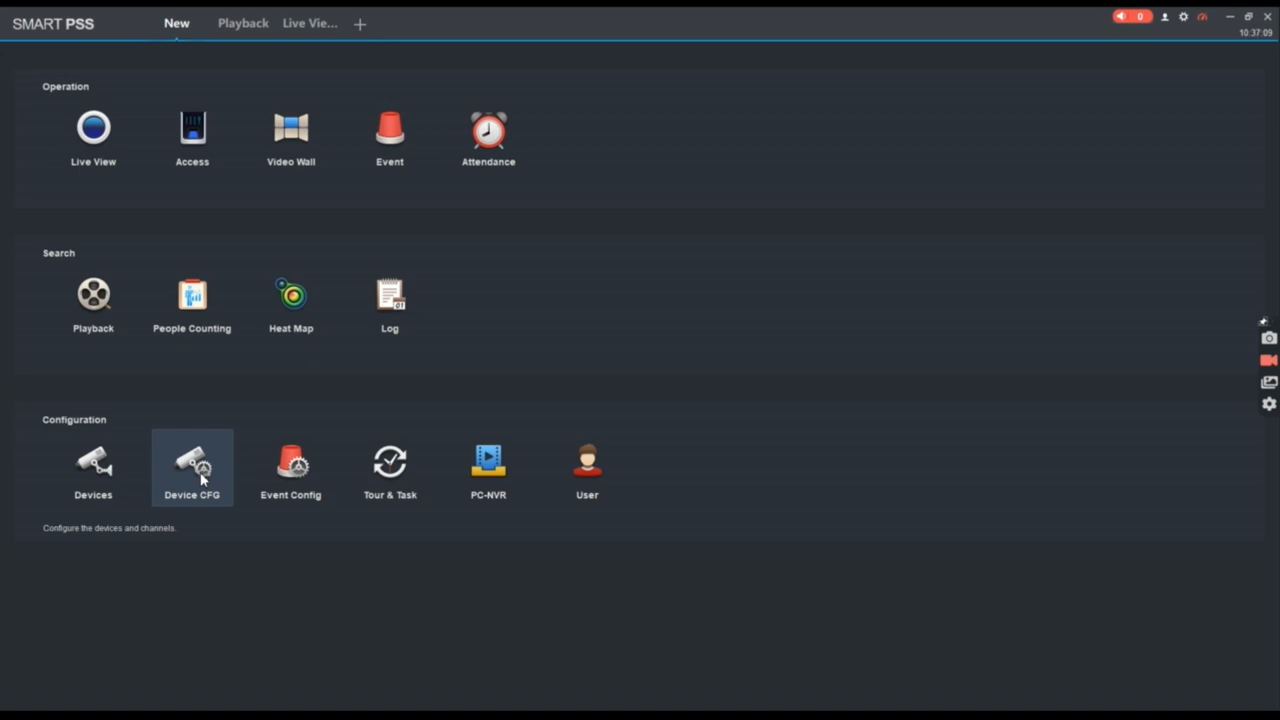 SMART PSS New Playback Live Vie... 0
10:37:09
Operation
Live View Access Video Wall Event Attendance
Search
Playback People Counting Heat Map Log
Configuration
Devices Device CFG Event Config Tour & Task PC-NVR User
Configure the devices and channels.